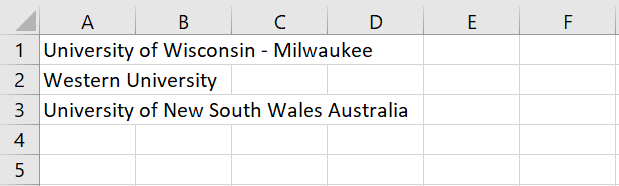 A B C D E F
1 University of Wisconsin - Milwaukee
2 Western University
3 University of New South Wales Australia
4
5